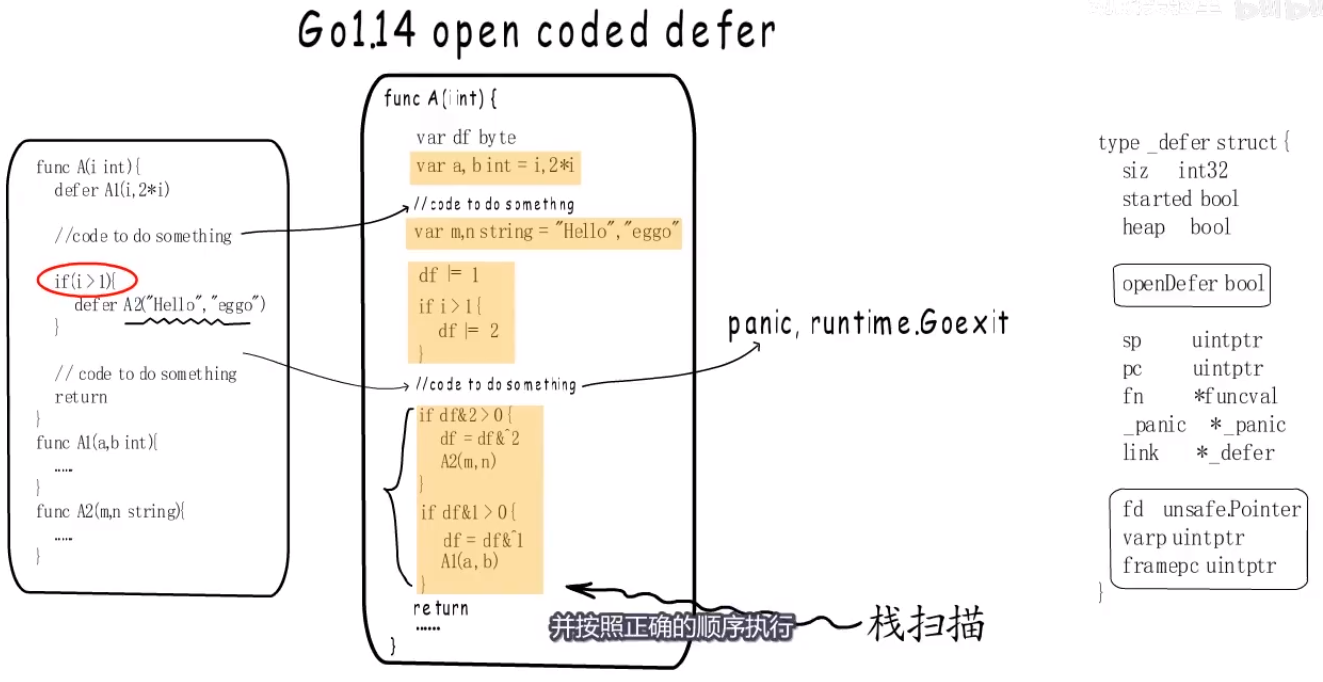 Go1.14 open coded defer
func A(i int){
defer A1(i,2*i)
//code to do something
if(i>1){
defer A2("Hello","eggo")
}
// code to do something
return
}
func A1(a,b int){
......
}
func A2(m,n string){
......
}
func A(i int) {
var df byte
var a, b int = i,2*i
//code to do somethng
var m,n string = "Hello","eggo"
df |= 1
if i>1{
df |= 2
}
//code to do something
if df&2>0{
df = df&^2
A2(m,n)
}
if df&1>0{
df = df&^1
A1(a,b)
}
return
......
}
panic, runtime.Goexit
并按照正确的顺序执行
栈扫描
type _defer struct {
siz int32
started bool
heap bool
openDefer bool
sp uintptr
pc uintptr
fn *funcval
_panic *_panic
link *_defer
fd unsafe.Pointer
varp uintptr
framepc uintptr
}